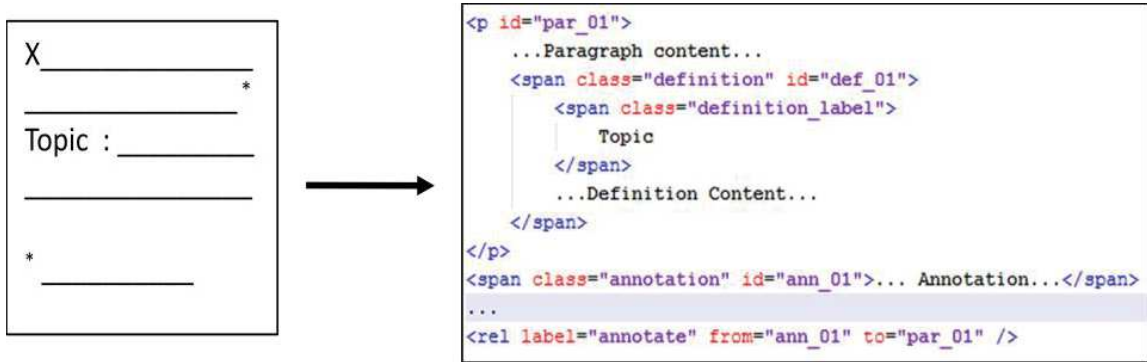 X
*
Topic :
*
<p id="par_01">
...Paragraph content...
<span class="definition" id="def_01">
<span class="definition_label">
Topic
</span>
...Definition Content...
</span>
</p>
<span class="annotation" id="ann_01">... Annotation...</span>
...
<rel label="annotate" from="ann_01" to="par_01" />